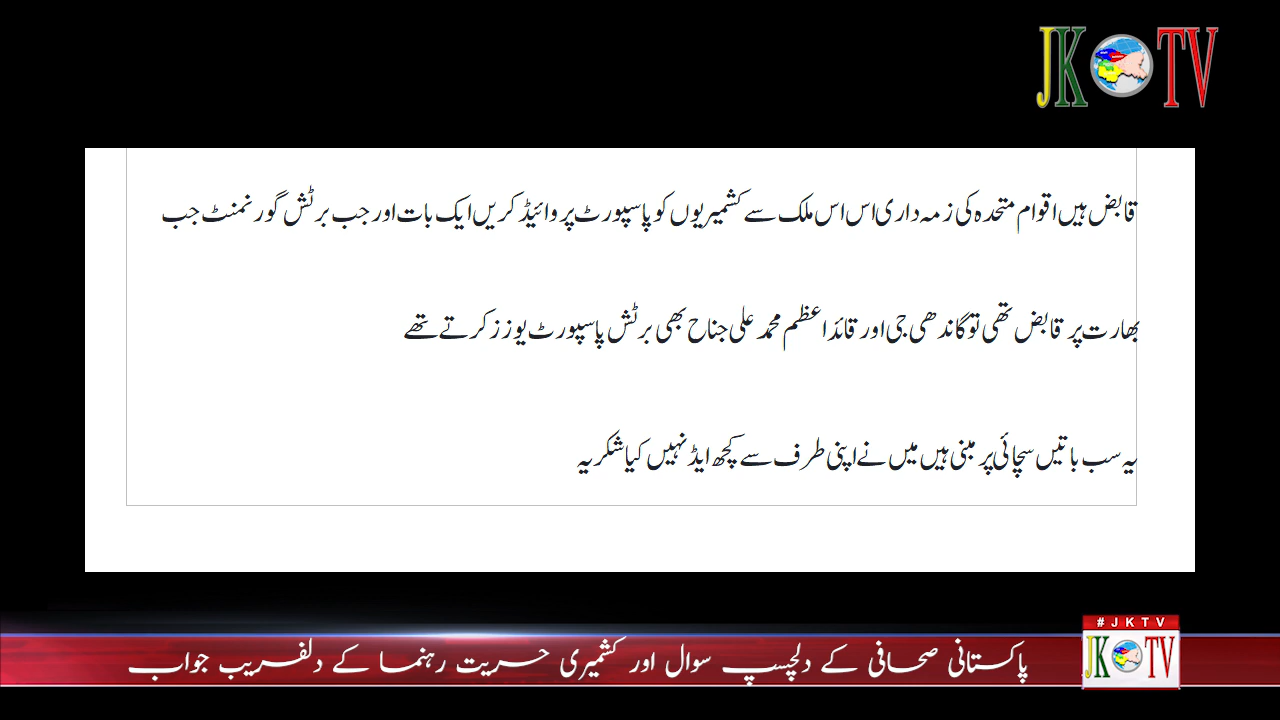 JK TV
قابض ہیں اقوام متحدہ کی زمہ داری اس اس ملک سے کشمیریوں کو پاسپورٹ پروائیڈ کریں ایک بات اور جب برٹش گورنمنٹ جب
بھارت پر قابض تھی تو گاندھی جی اور قائد اعظم محمد علی جناح بھی برٹش پاسپورٹ یوزز کرتے تھے
یہ سب باتیں سچائی پر مبنی ہیں میں نے اپنی طرف سے کچھ ایڈ نہیں کیا شکریہ
#JKTV
JK TV
پاکستانی صحافی کے دلچسپ سوال اور کشمیری حریت رہنما کے دلفریب جواب